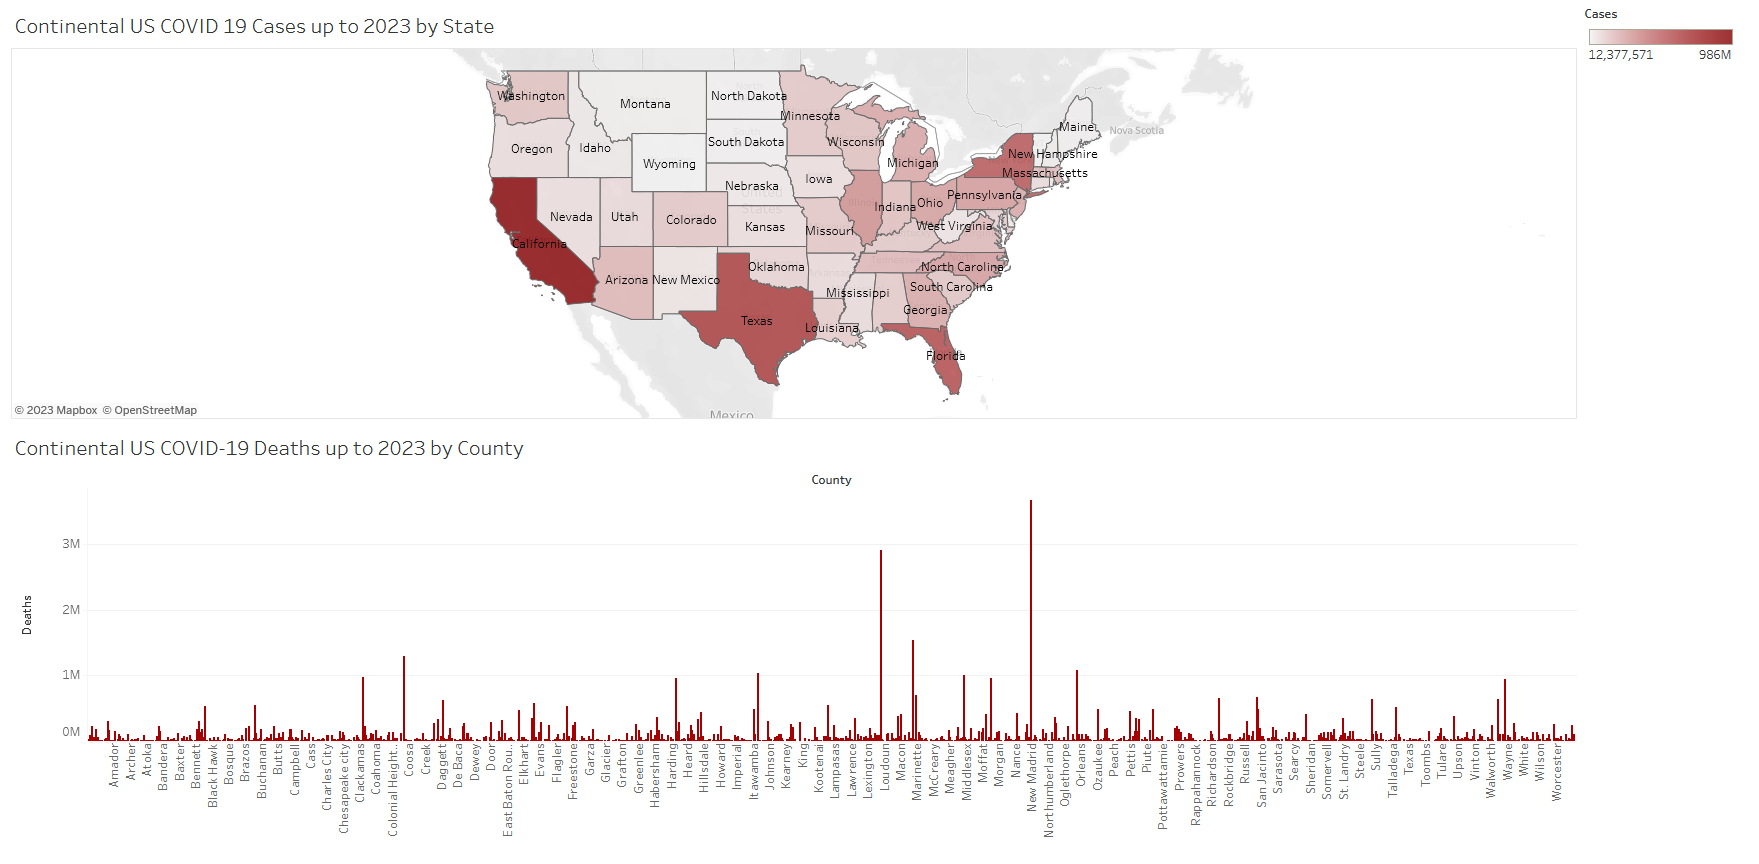 Continental US COVID 19 Cases up to 2023 by State
Cases
12,377,571 986M
Washington
Montana
North Dakota
Minnesota
Maine
Nova Scotia
Oregon
Idaho
South Dakota
Wisconsin
New Hampshire
Wyoming
Michigan
Massachusetts
Iowa
Nebraska
Pennsylvania
United
States
Illinois
Indiana
Ohio
Nevada
Utah
Colorado
Kansas
Missouri
West Virginia
California
Tennessee
Arizona
New Mexico
Oklahoma
Arkansas
North Carolina
Mississippi
South Carolina
Georgia
Texas
Louisiana
Florida
Mexico
© 2023 Mapbox © OpenStreetMap
Continental US COVID-19 Deaths up to 2023 by County
County
Deaths
3M
2M
1M
0M
Amador
Archer
Atoka
Bandera
Baxter
Bennett
Black Hawk
Bosque
Brazos
Buchanan
Butts
Campbell
Cass
Charles City
Chesapeake city
Clackamas
Coahoma
Colonial Height..
Coosa
Creek
Daggett
De Baca
Dewey
Door
East Baton Rou..
Elkhart
Evans
Flagler
Freestone
Garza
Glacier
Grafton
Greenlee
Habersham
Harding
Heard
Hillsdale
Howard
Imperial
Itawamba
Johnson
Kearney
King
Kootenai
Lampasas
Lawrence
Lexington
Loudoun
Macon
Marinette
McCreary
Meagher
Middlesex
Moffat
Morgan
Nance
New Madrid
Northumberland
Oglethorpe
Orleans
Ozaukee
Peach
Pettis
Piute
Pottawattamie
Prowers
Rappahannock
Richardson
Rockbridge
Russell
San Jacinto
Sarasota
Searcy
Sheridan
Somervell
St. Landry
Steele
Sully
Talladega
Texas
Toombs
Tulare
Upson
Vinton
Walworth
Wayne
White
Wilson
Worcester